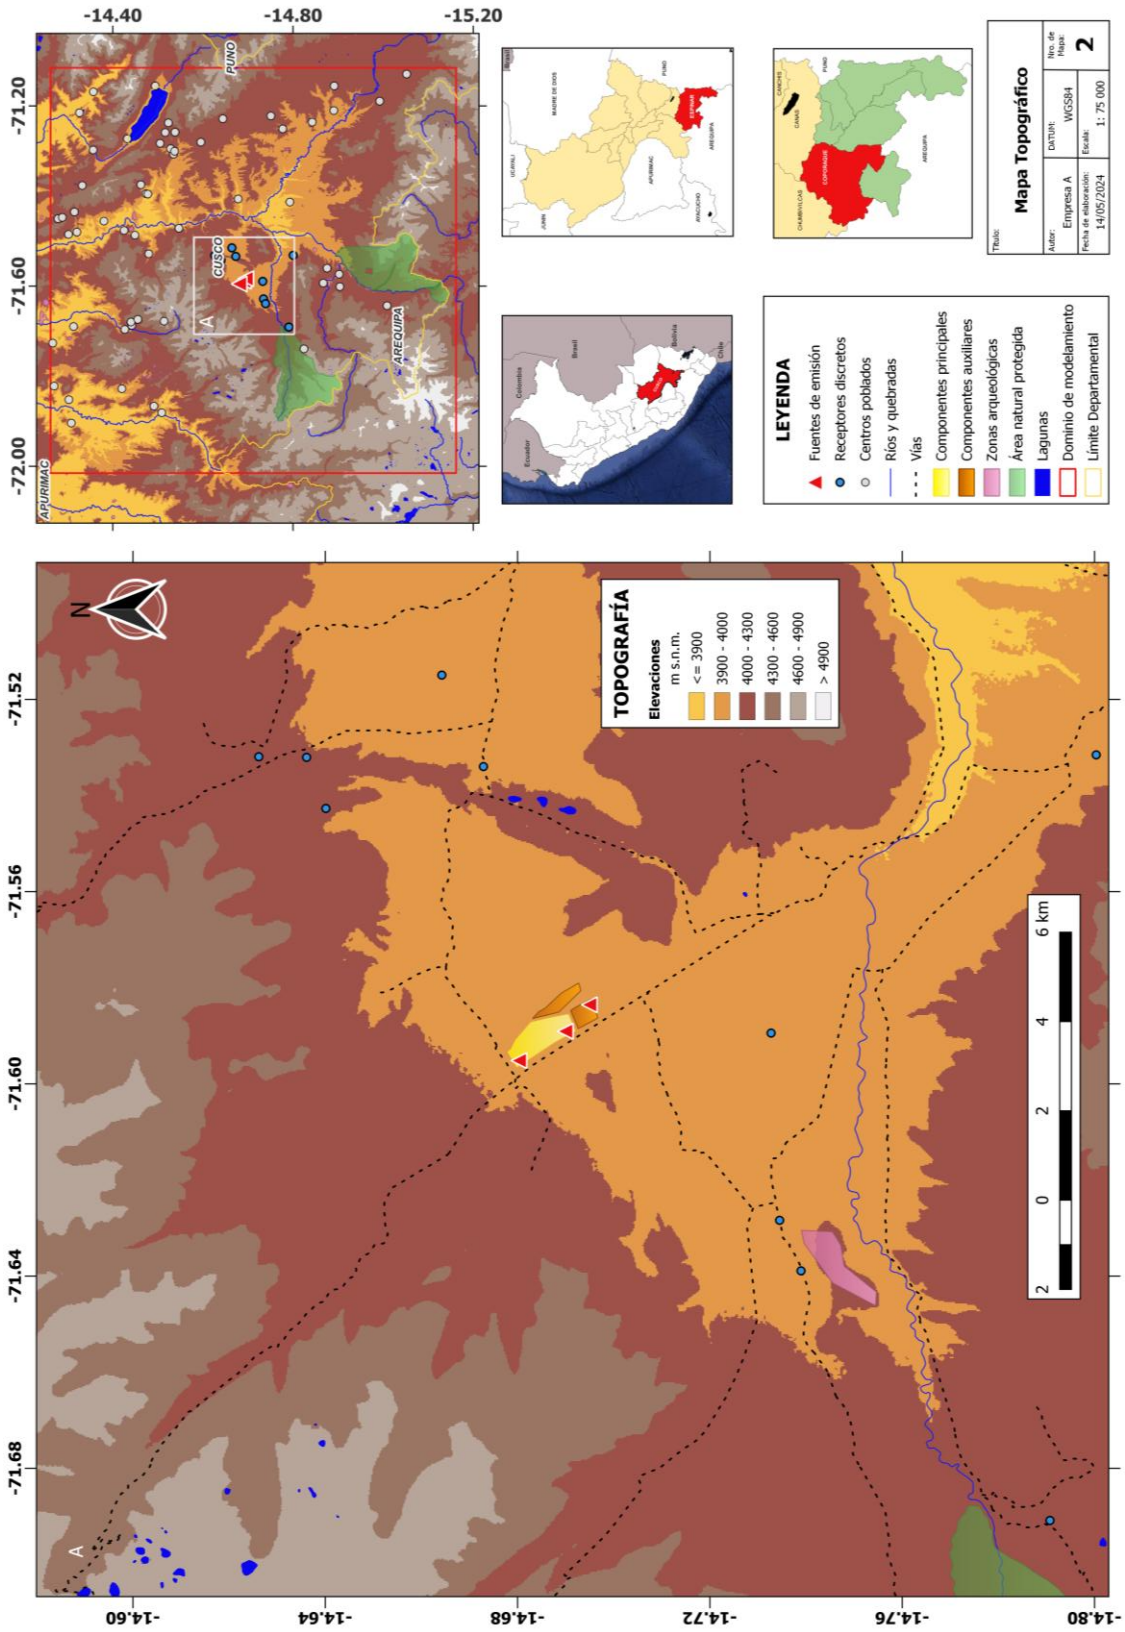 -71.68
-71.64
-71.60
-71.56
-71.52
-14.60
-14.64
-14.68
-14.72
-14.76
-14.80
A
N
TOPOGRAFÍA
Elevaciones
m s.n.m.
<= 3900
3900 - 4000
4000 - 4300
4300 - 4600
4600 - 4900
> 4900
2 0 2 4 6 km
-72.00
-71.60
-71.20
-14.40
-14.80
-15.20
APURIMAC
CUSCO
PUNO
AREQUIPA
A
Ecuador
Colombia
Brasil
Bolivia
Chile
Brasil
UCAYALI
JUNIN
MADRE DE DIOS
PUNO
APURIMAC
AYACUCHO
AREQUIPA
ESPINAR
CHUMBIVILCAS
CANAS
CANCHIS
PUNO
COPORAQUE
AREQUIPA
LEYENDA
Fuentes de emisión
Receptores discretos
Centros poblados
Ríos y quebradas
Vías
Componentes principales
Componentes auxiliares
Zonas arqueológicas
Área natural protegida
Lagunas
Dominio de modelamiento
Límite Departamental
Título:
Mapa Topográfico
Autor:
Empresa A
DATUM:
WGS84
Nro. de Mapa:
2
Fecha de elaboración:
14/05/2024
Escala:
1: 75 000